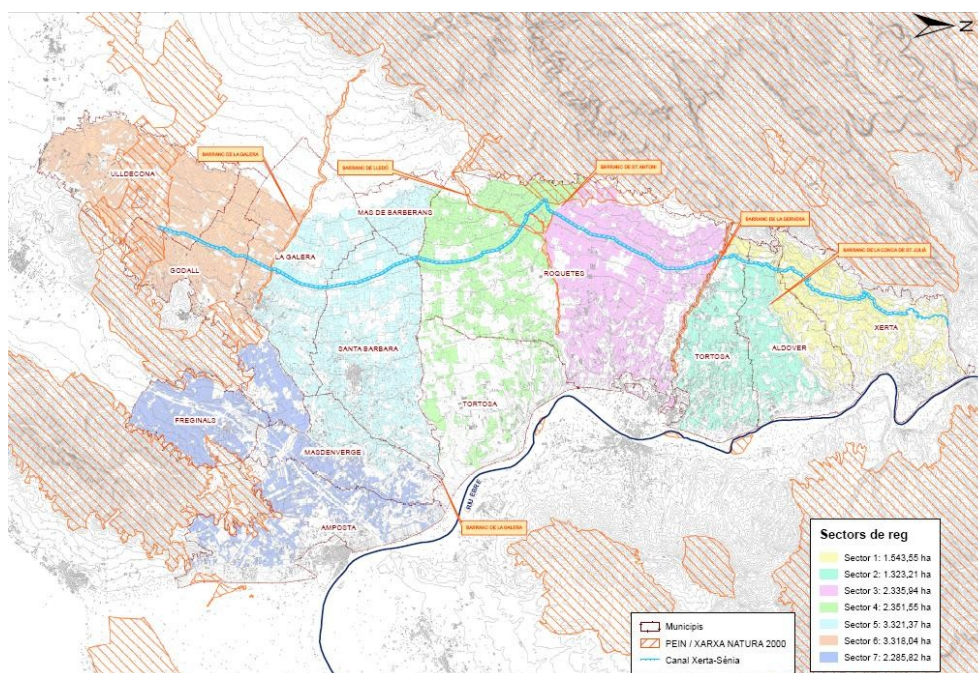 N
BARRANC DE LA GALERA
BARRANC DE LLEDÓ
BARRANC DE ST ANTONI
ULLDECONA
MAS DE BARBERANS
BARRANC DE LA SERVERA
BARRANC DE LA CONCA DE ST. JULIÀ
LA GALERA
GODALL
ROQUETES
XERTA
SANTA BARBARA
TORTOSA
ALDOVER
TORTOSA
FREGINALS
MASDENVERGE
RIU EBRE
AMPOSTA
BARRANC DE LA GALERA
Sectors de reg
Sector 1: 1.543,55 ha
Sector 2: 1.323,21 ha
Sector 3: 2.335,94 ha
Sector 4: 2.351,55 ha
Sector 5: 3.321,37 ha
Sector 6: 3.318,04 ha
Sector 7: 2.285,82 ha
Municipis
PEIN / XARXA NATURA 2000
Canal Xerta-Sénia